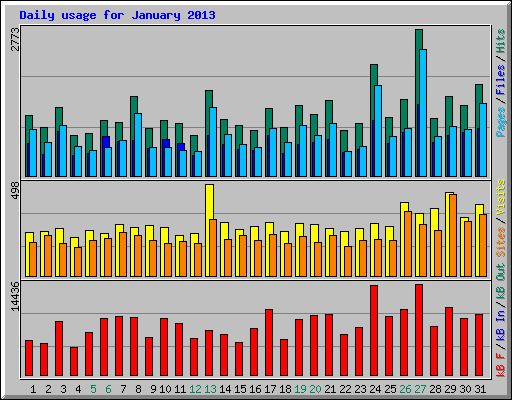 Daily usage for January 2013
2773
Pages / Files / Hits
498
Sites / Visits
14436
kB F / kB In / kB Out
1 2 3 4 5 6 7 8 9 10 11 12 13 14 15 16 17 18 19 20 21 22 23 24 25 26 27 28 29 30 31